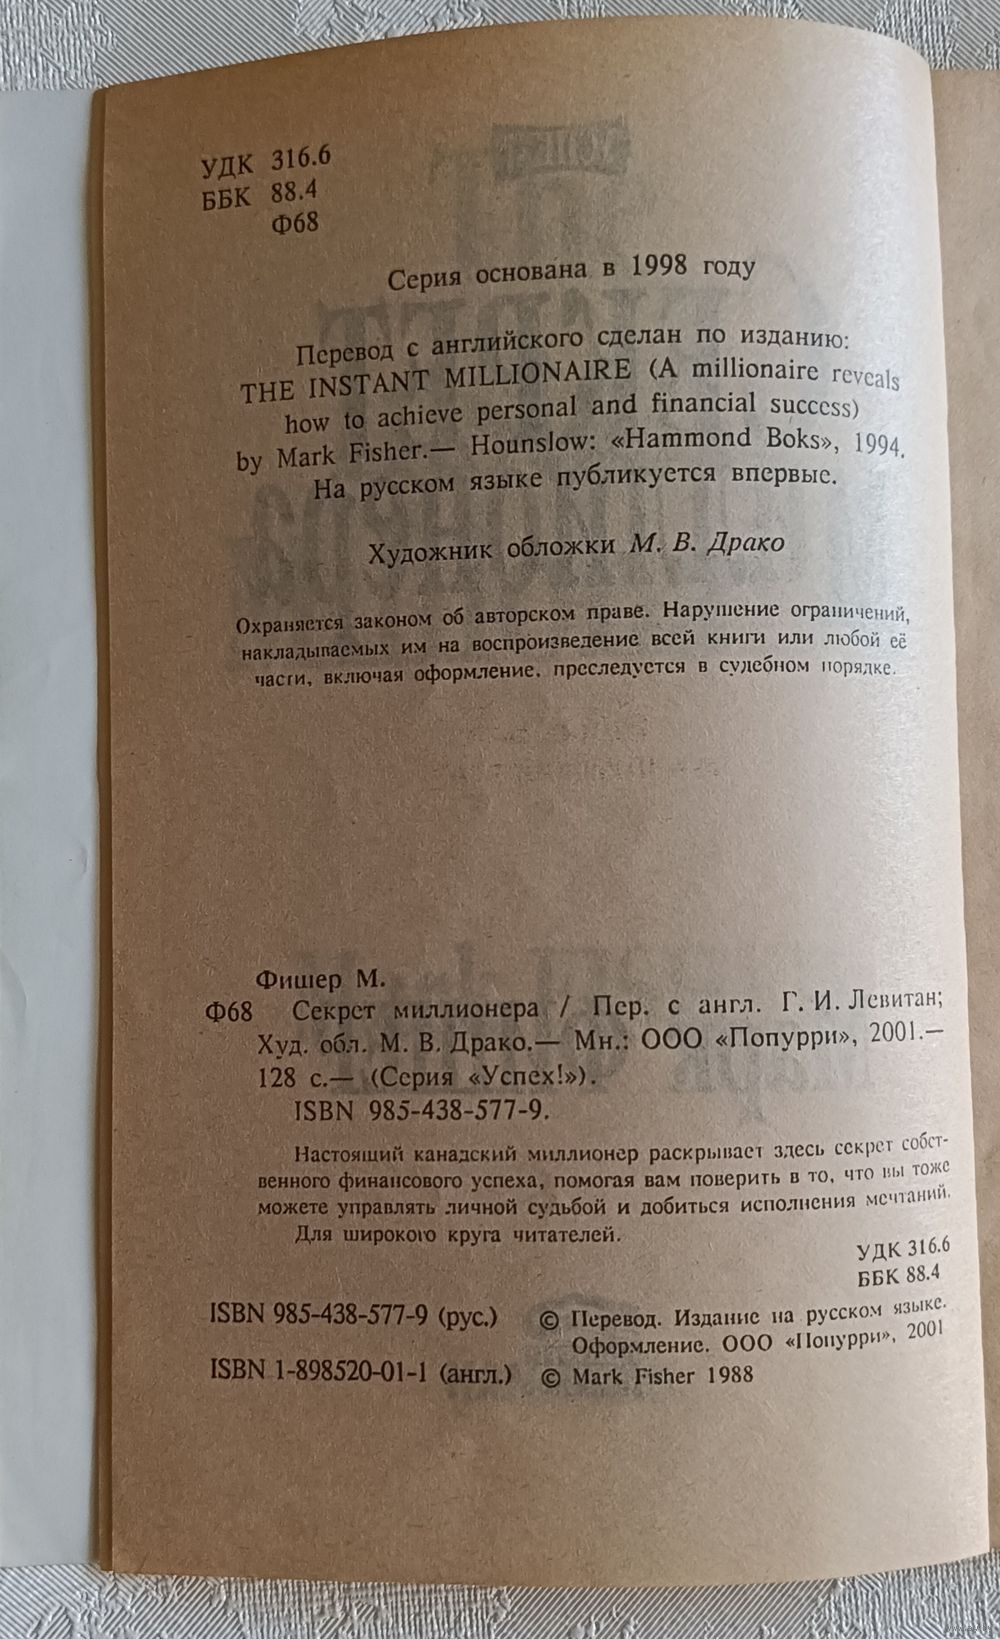 УДК 316.6
ББК 88.4
Ф68
Серия основана в 1998 году
Перевод с английского сделан по изданию:
THE INSTANT MILLIONAIRE (A millionaire reveals
how to achieve personal and financial success)
by Mark Fisher.— Hounslow: «Hammond Boks», 1994.
На русском языке публикуется впервые.
Художник обложки М. В. Драко
Охраняется законом об авторском праве. Нарушение ограничений,
накладываемых им на воспроизведение всей книги или любой её
части, включая оформление, преследуется в судебном порядке.
Фишер М.
Ф68 Секрет миллионера / Пер. с англ. Г. И. Левитан;
Худ. обл. М. В. Драко.— Мн.: ООО «Попурри», 2001.—
128 с.— (Серия «Успех!»).
ISBN 985-438-577-9.
Настоящий канадский миллионер раскрывает здесь секрет собст-
венного финансового успеха, помогая вам поверить в то, что вы тоже
можете управлять личной судьбой и добиться исполнения мечтаний.
Для широкого круга читателей.
УДК 316.6
ББК 88.4
ISBN 985-438-577-9 (рус.) © Перевод. Издание на русском языке.
Оформление. ООО «Попурри», 2001
ISBN 1-898520-01-1 (англ.) © Mark Fisher 1988